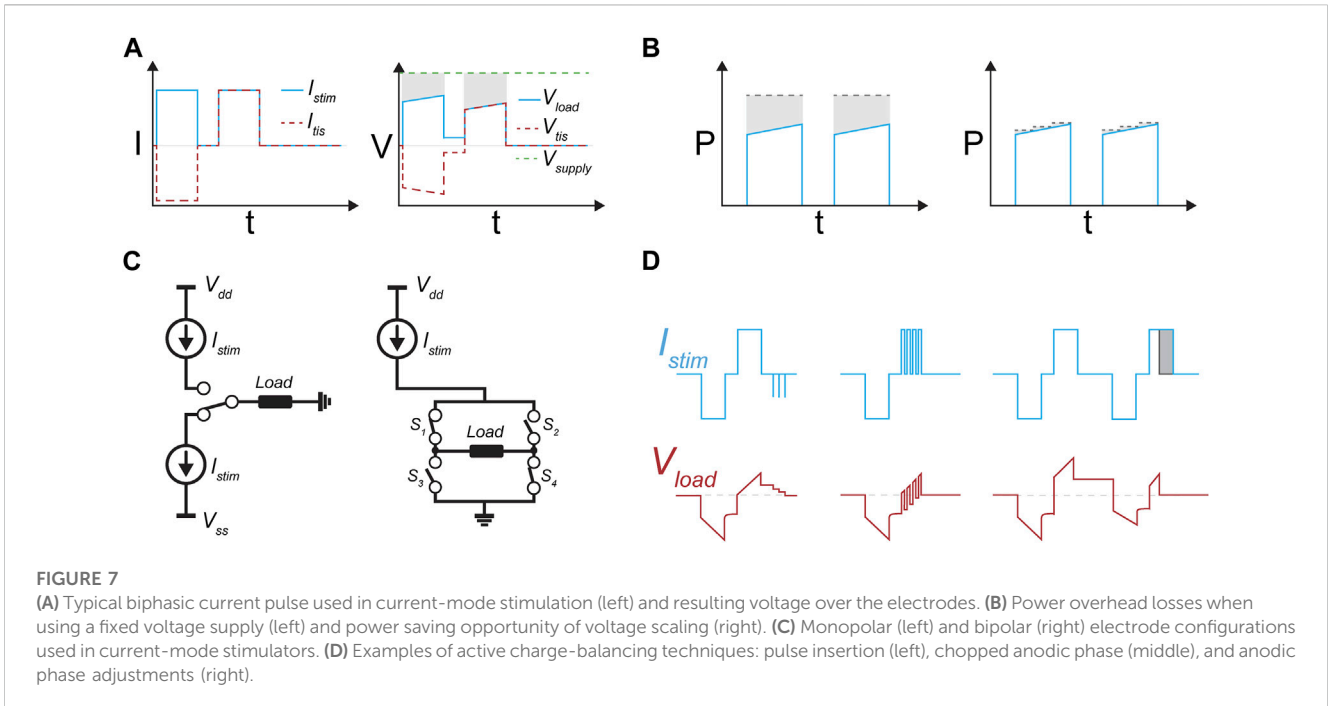 A
I
I_stim
I_tis
t
V
V_load
V_tis
V_supply
t
B
P
t
P
t
C
V_dd
I_stim
Load
I_stim
V_ss
V_dd
I_stim
S_1
Load
S_2
S_3
S_4
D
I_stim
V_load
FIGURE 7
(A) Typical biphasic current pulse used in current-mode stimulation (left) and resulting voltage over the electrodes. (B) Power overhead losses when
using a fixed voltage supply (left) and power saving opportunity of voltage scaling (right). (C) Monopolar (left) and bipolar (right) electrode configurations
used in current-mode stimulators. (D) Examples of active charge-balancing techniques: pulse insertion (left), chopped anodic phase (middle), and anodic
phase adjustments (right).